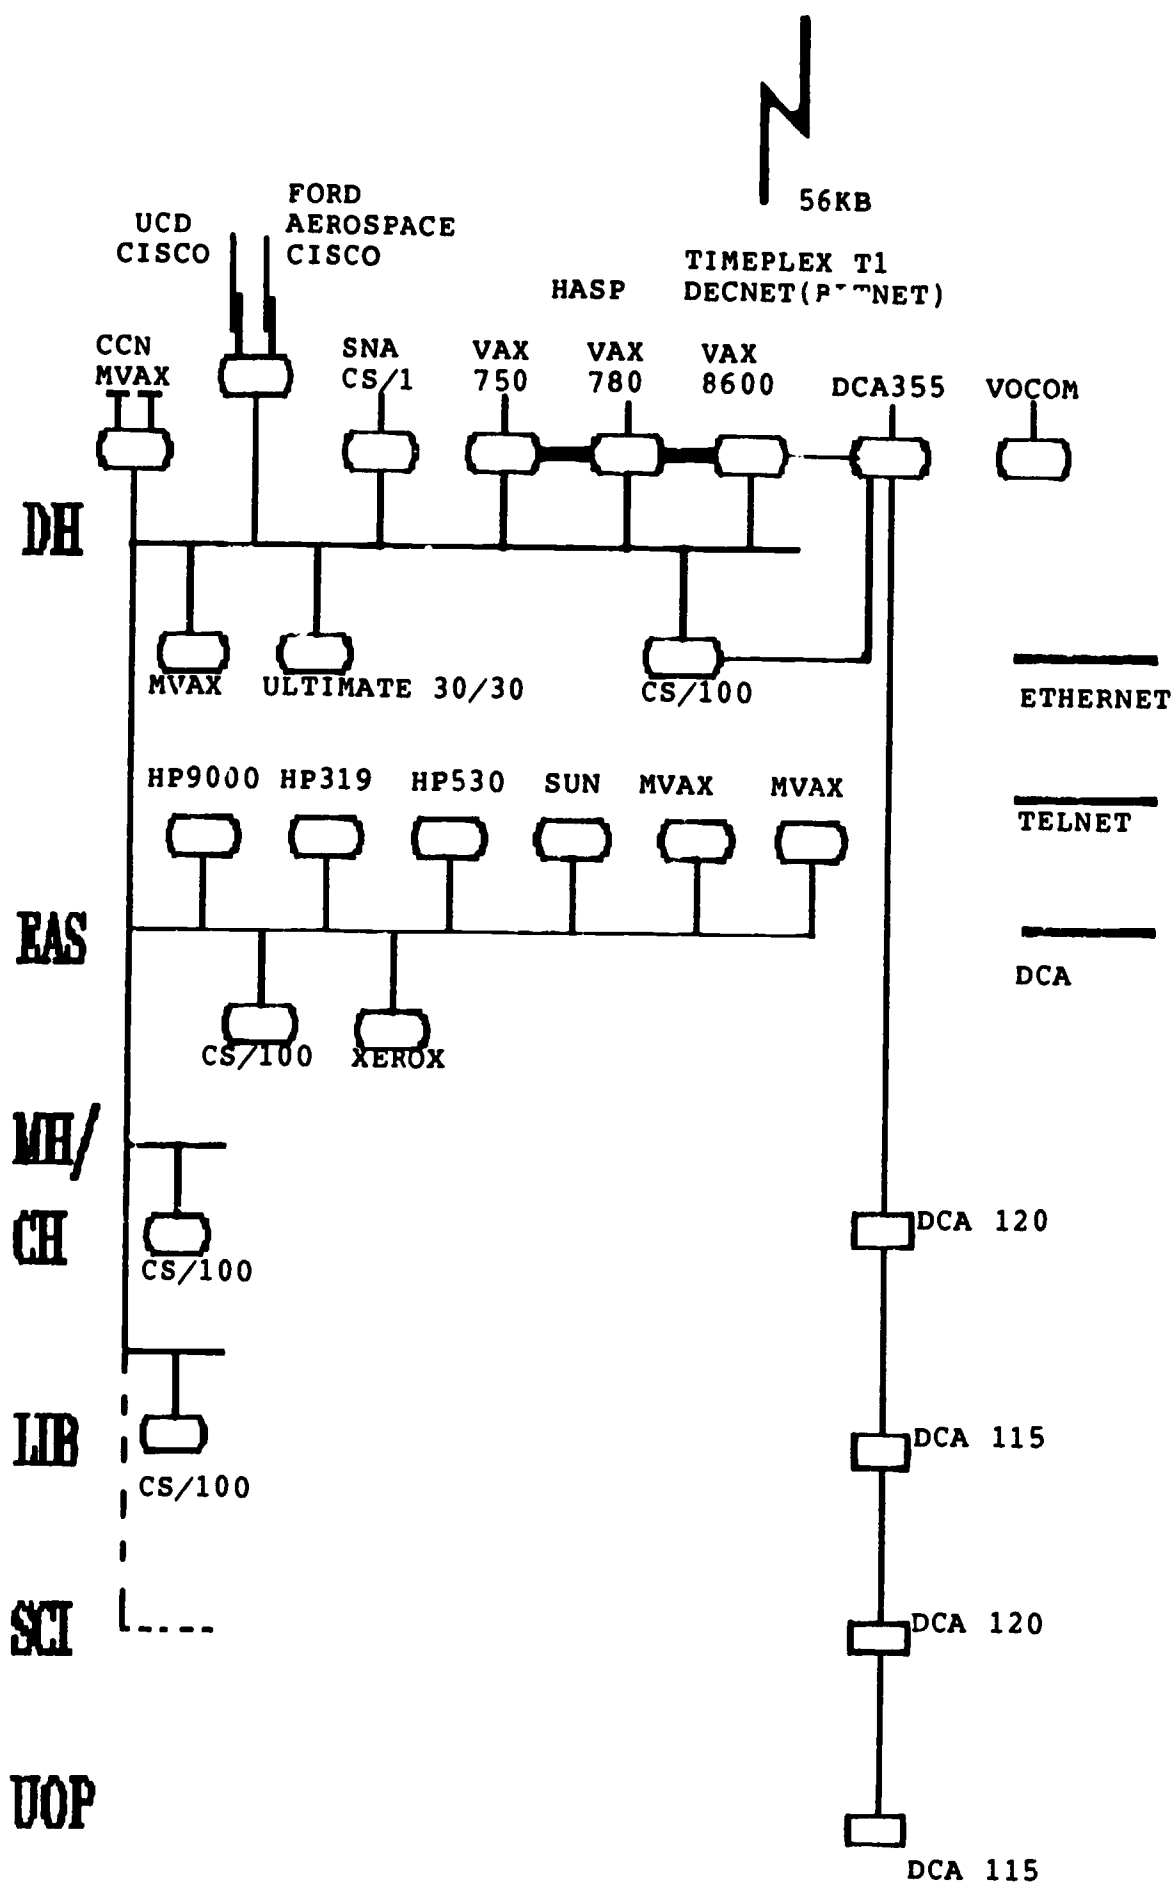 56KB
FORD
AEROSPACE
CISCO
UCD
CISCO
TIMEPLEX T1
HASP
CCN
MVAX
SNA
CS/1
VAX
750
VAX
780
VAX
8600
DCA355
VOCOM
DH
MVAX
ULTIMATE 30/30
CS/100
ETHERNET
TELNET
DCA
HP9000
HP319
HP530
SUN
MVAX
MVAX
EAS
CS/100
XEROX
MH/
CH
CS/100
DCA 120
LIB
CS/100
DCA 115
SCI
DCA 120
UOP
DCA 115